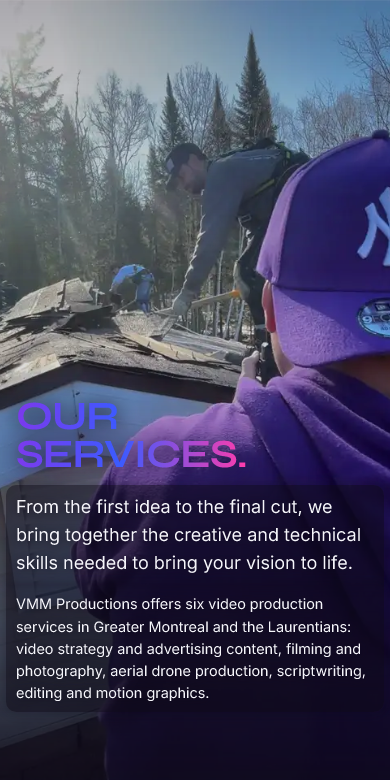 OUR
SERVICES.
From the first idea to the final cut, we
bring together the creative and technical
skills needed to bring your vision to life.
VMM Productions offers six video production
services in Greater Montreal and the Laurentians:
video strategy and advertising content, filming and
photography, aerial drone production, scriptwriting,
editing and motion graphics.